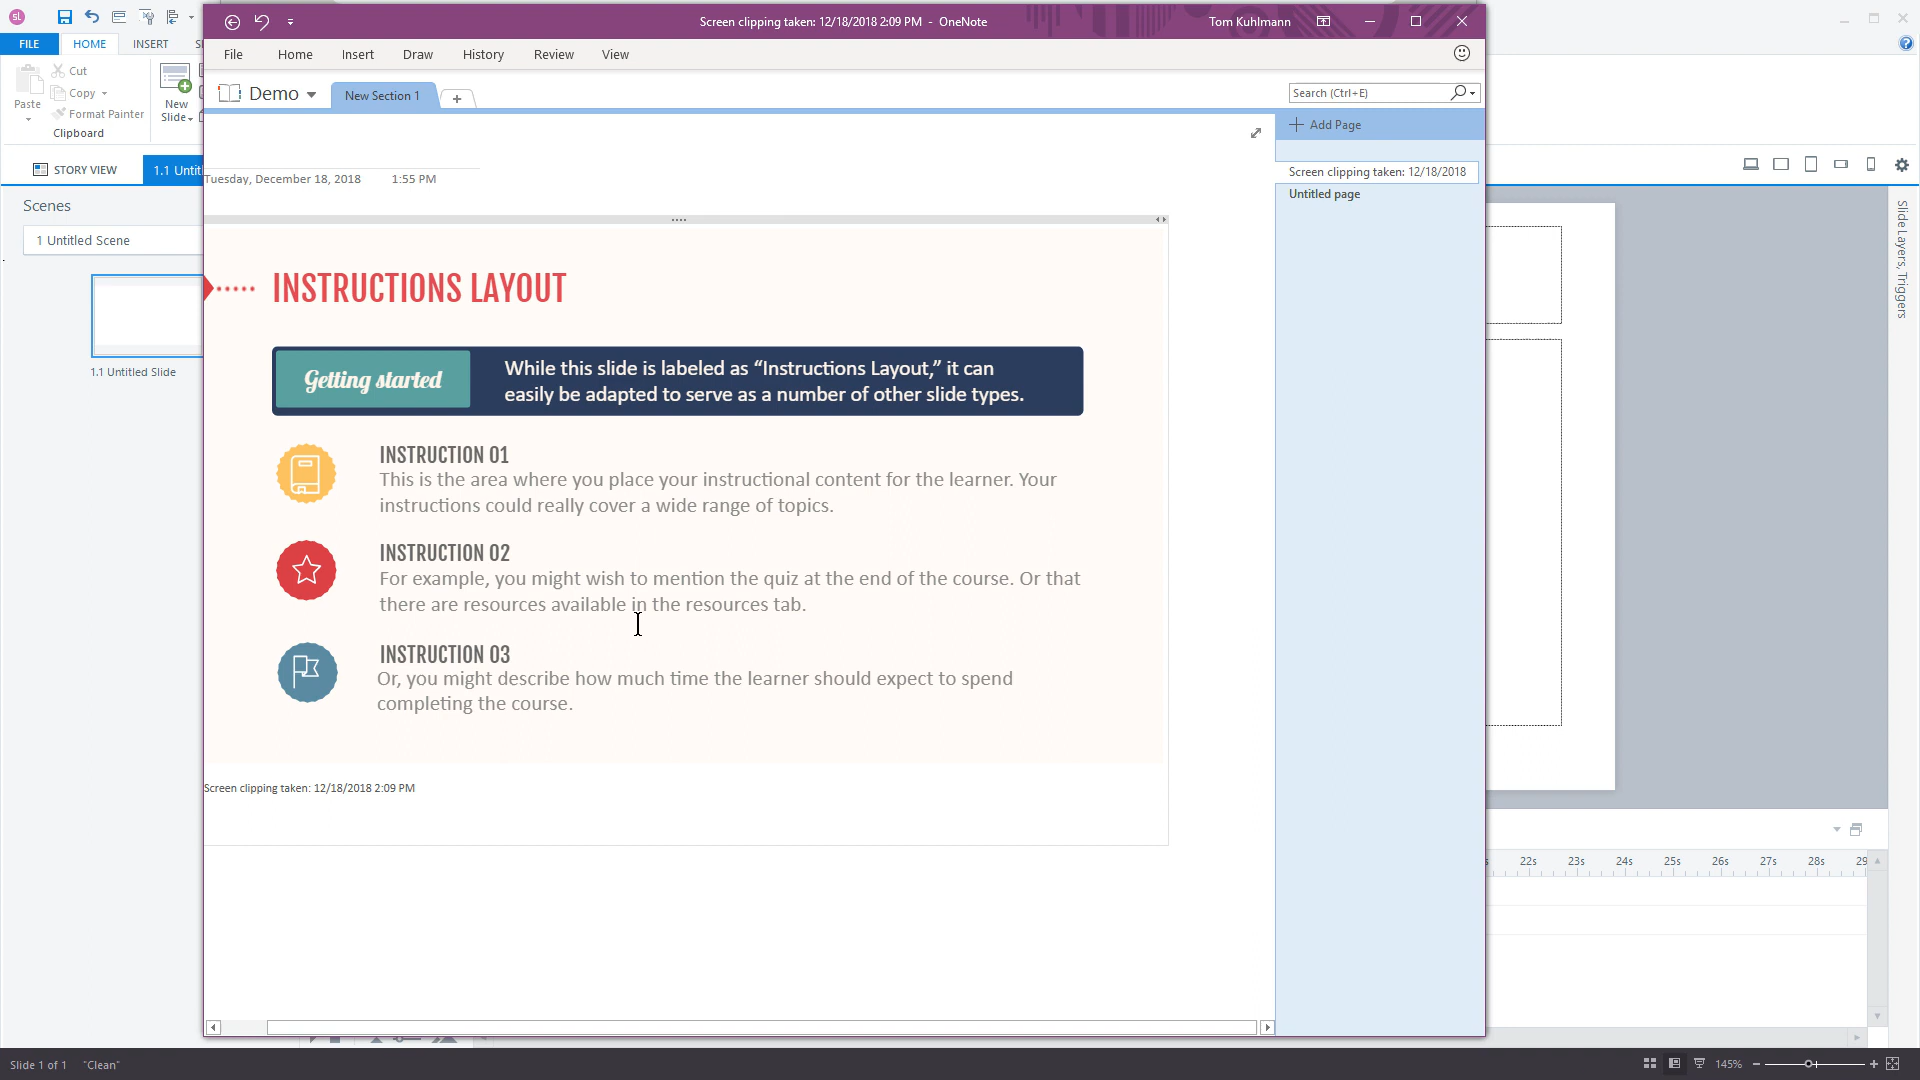 sl
Screen clipping taken: 12/18/2018 2:09 PM - OneNote
Tom Kuhlmann
FILE
HOME
INSERT
File
Home
Insert
Draw
History
Review
View
Cut
Copy
Format Painter
Paste
Clipboard
New
Slide
Demo
New Section 1
Search (Ctrl+E)
Add Page
Screen clipping taken: 12/18/2018
Untitled page
STORY VIEW
1.1 Untit
Scenes
1 Untitled Scene
1.1 Untitled Slide
Tuesday, December 18, 2018
1:55 PM
INSTRUCTIONS LAYOUT
Getting started
While this slide is labeled as “Instructions Layout,” it can
easily be adapted to serve as a number of other slide types.
INSTRUCTION 01
This is the area where you place your instructional content for the learner. Your
instructions could really cover a wide range of topics.
INSTRUCTION 02
For example, you might wish to mention the quiz at the end of the course. Or that
there are resources available in the resources tab.
INSTRUCTION 03
Or, you might describe how much time the learner should expect to spend
completing the course.
Screen clipping taken: 12/18/2018 2:09 PM
Slide Layers, Triggers
22s 23s 24s 25s 26s 27s 28s 29
Slide 1 of 1
"Clean"
145%